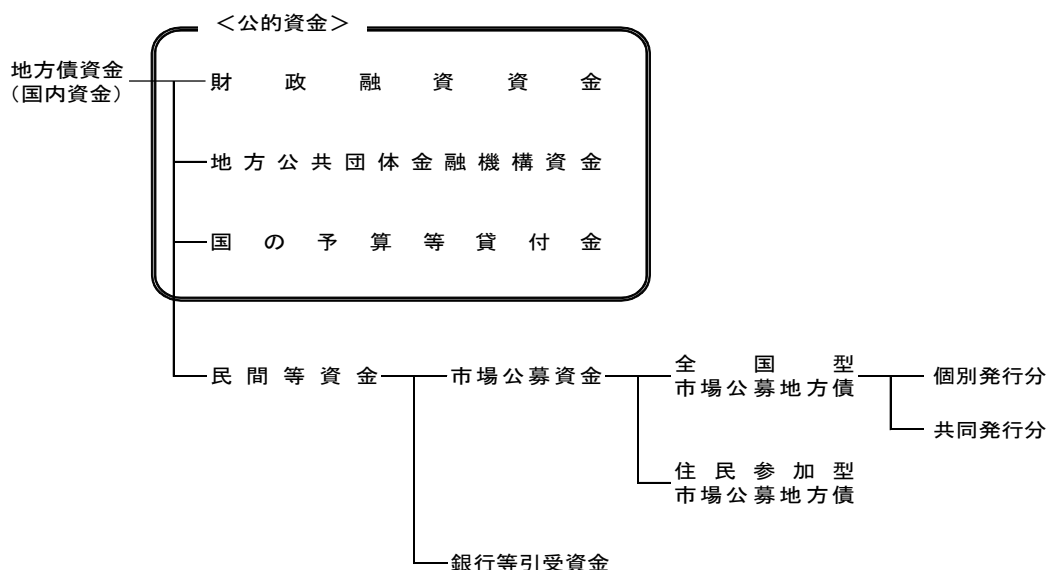 ＜公的資金＞
地方債資金
（国内資金）
財政融資資金
地方公共団体金融機構資金
国の予算等貸付金
民間等資金
市場公募資金
全国型
市場公募地方債
個別発行分
共同発行分
住民参加型
市場公募地方債
銀行等引受資金